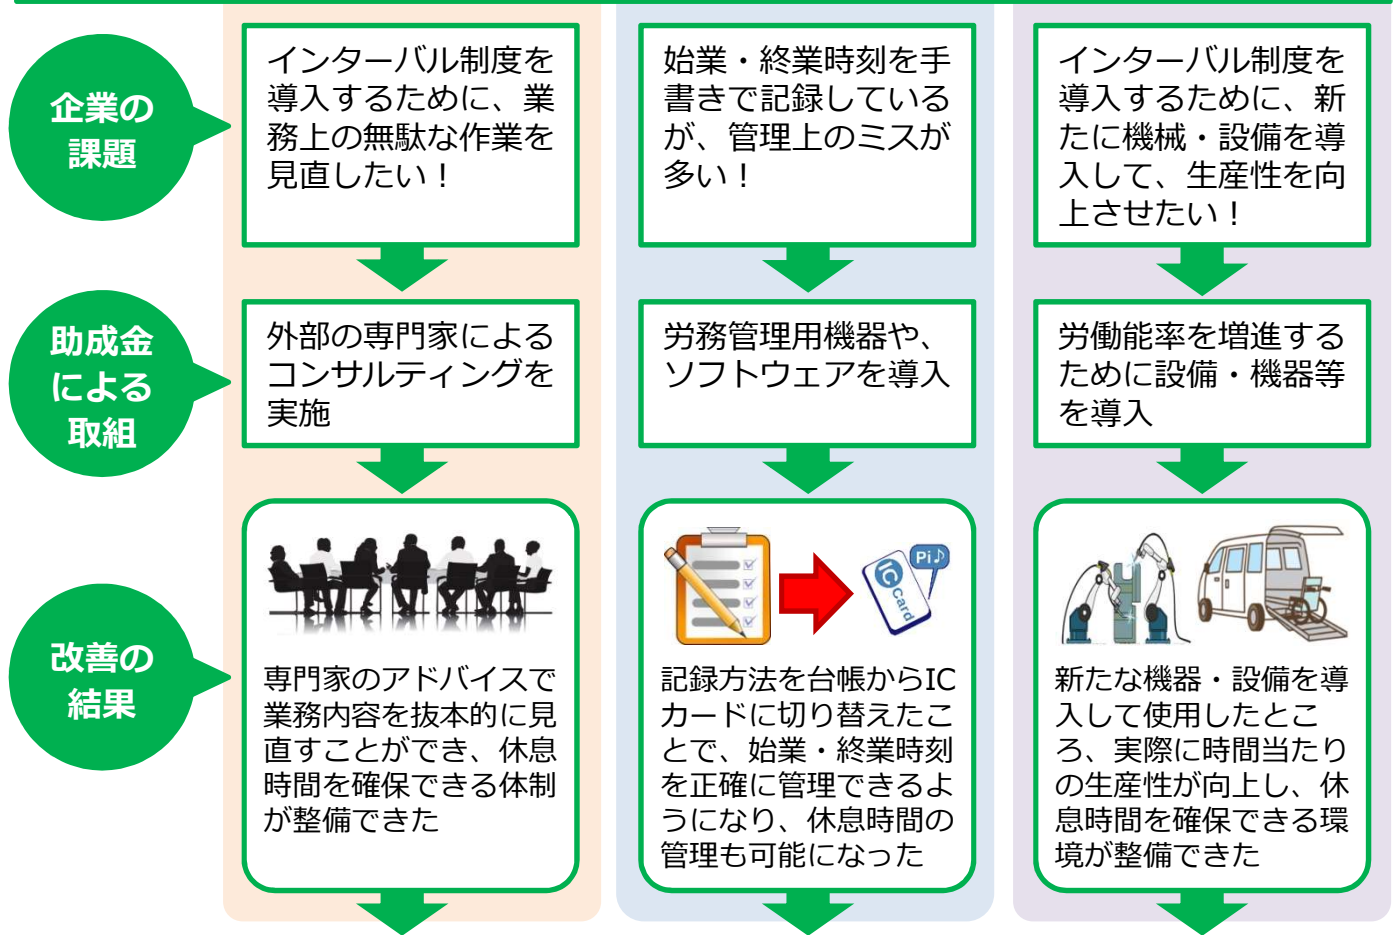 企業の
課題
インターバル制度を
導入するために、業
務上の無駄な作業を
見直したい！
始業・終業時刻を手
書きで記録している
が、管理上のミスが
多い！
インターバル制度を
導入するために、新
たに機械・設備を導
入して、生産性を向
上させたい！
助成金
による
取組
外部の専門家による
コンサルティングを
実施
労務管理用機器や、
ソフトウェアを導入
労働能率を増進する
ために設備・機器等
を導入
改善の
結果
専門家のアドバイスで
業務内容を抜本的に見
直すことができ、休息
時間を確保できる体制
が整備できた
IC
Card
Pi♪
記録方法を台帳からIC
カードに切り替えたこ
とで、始業・終業時刻
を正確に管理できるよ
うになり、休息時間の
管理も可能になった
新たな機器・設備を導
入して使用したとこ
ろ、実際に時間当たり
の生産性が向上し、休
息時間を確保できる環
境が整備できた